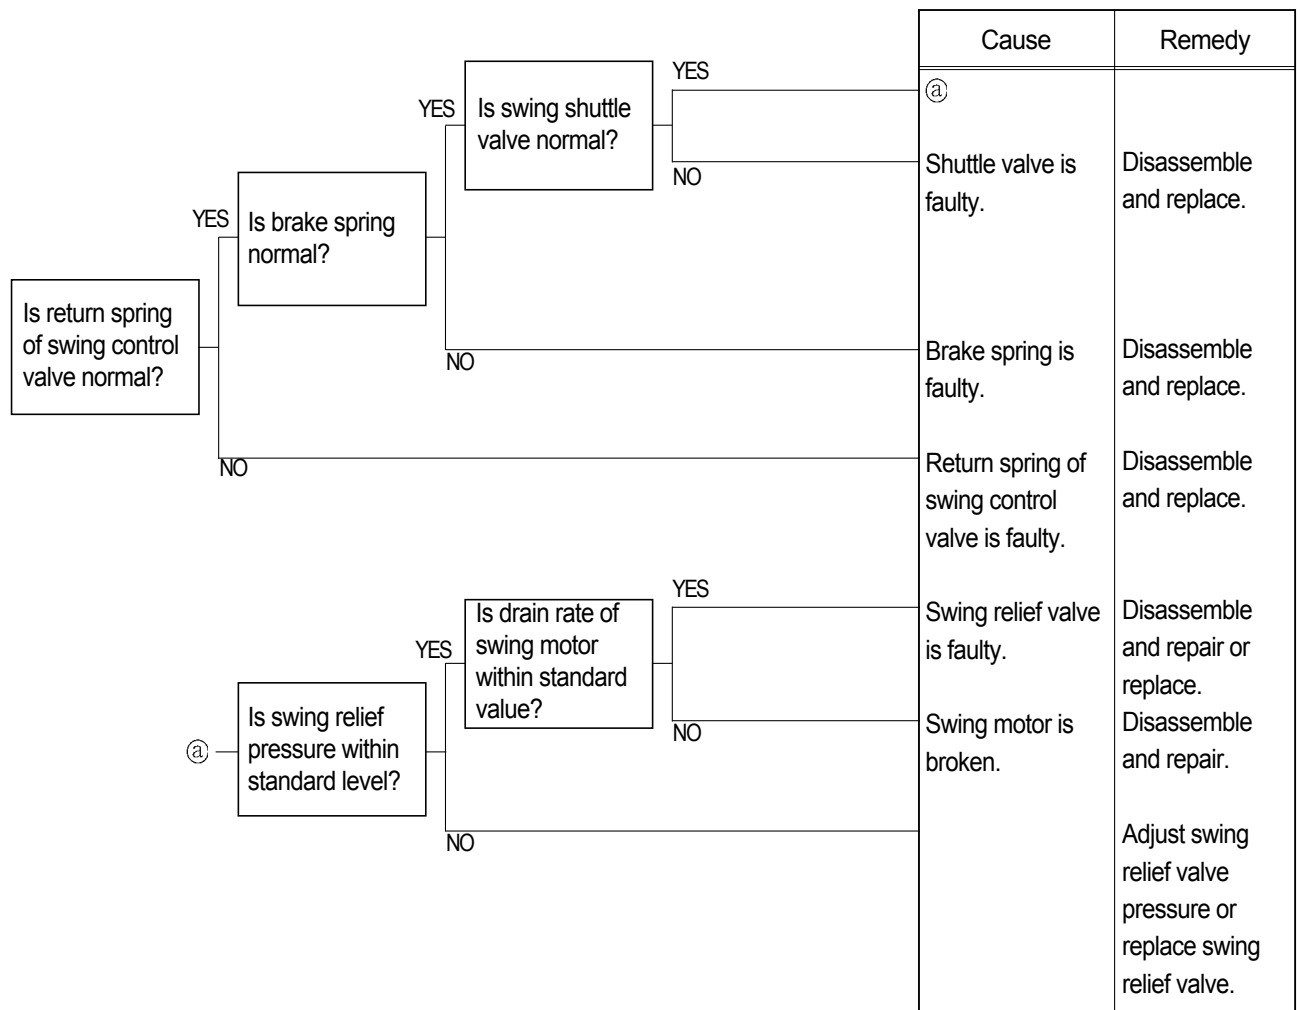 Cause
Remedy
YES
YES
Is swing shuttle
valve normal?
ⓐ
NO
Shuttle valve is
faulty.
Disassemble
and replace.
YES
Is brake spring
normal?
Is return spring
of swing control
valve normal?
NO
Brake spring is
faulty.
Disassemble
and replace.
NO
Return spring of
swing control
valve is faulty.
Disassemble
and replace.
YES
YES
Is drain rate of
swing motor
within standard
value?
Swing relief valve
is faulty.
Disassemble
and repair or
replace.
ⓐ
Is swing relief
pressure within
standard level?
NO
Swing motor is
broken.
Disassemble
and repair.
NO
Adjust swing
relief valve
pressure or
replace swing
relief valve.